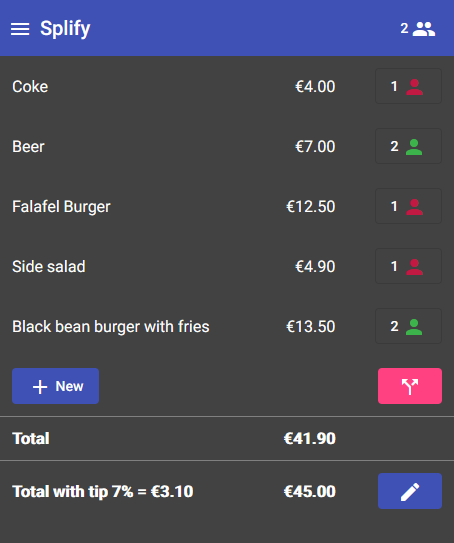 Splify 2
Coke €4.00 1
Beer €7.00 2
Falafel Burger €12.50 1
Side salad €4.90 1
Black bean burger with fries €13.50 2
New
Total €41.90
Total with tip 7% = €3.10 €45.00